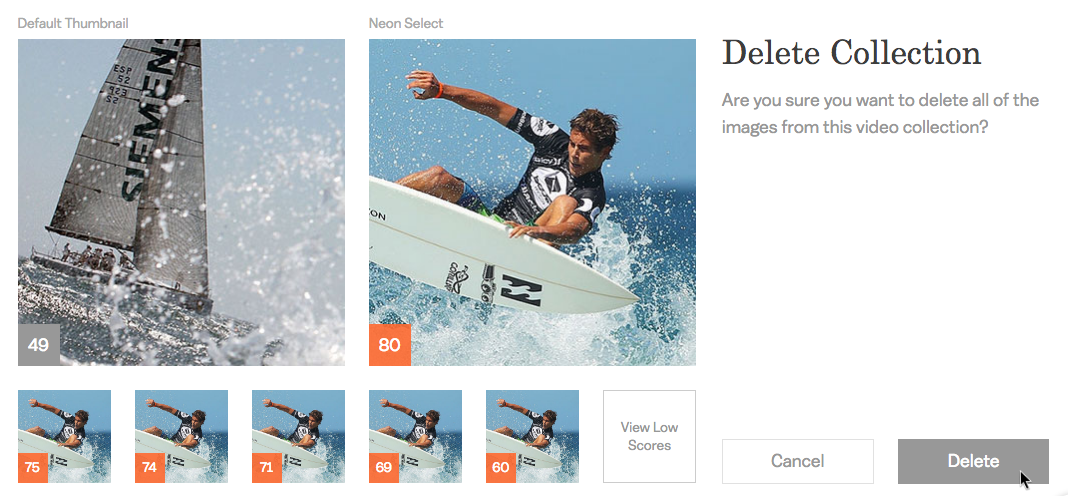 Default Thumbnail
Neon Select
SIEMENS
ESP
52
49
80
Delete Collection
Are you sure you want to delete all of the
images from this video collection?
75
74
71
69
60
View Low
Scores
Cancel
Delete